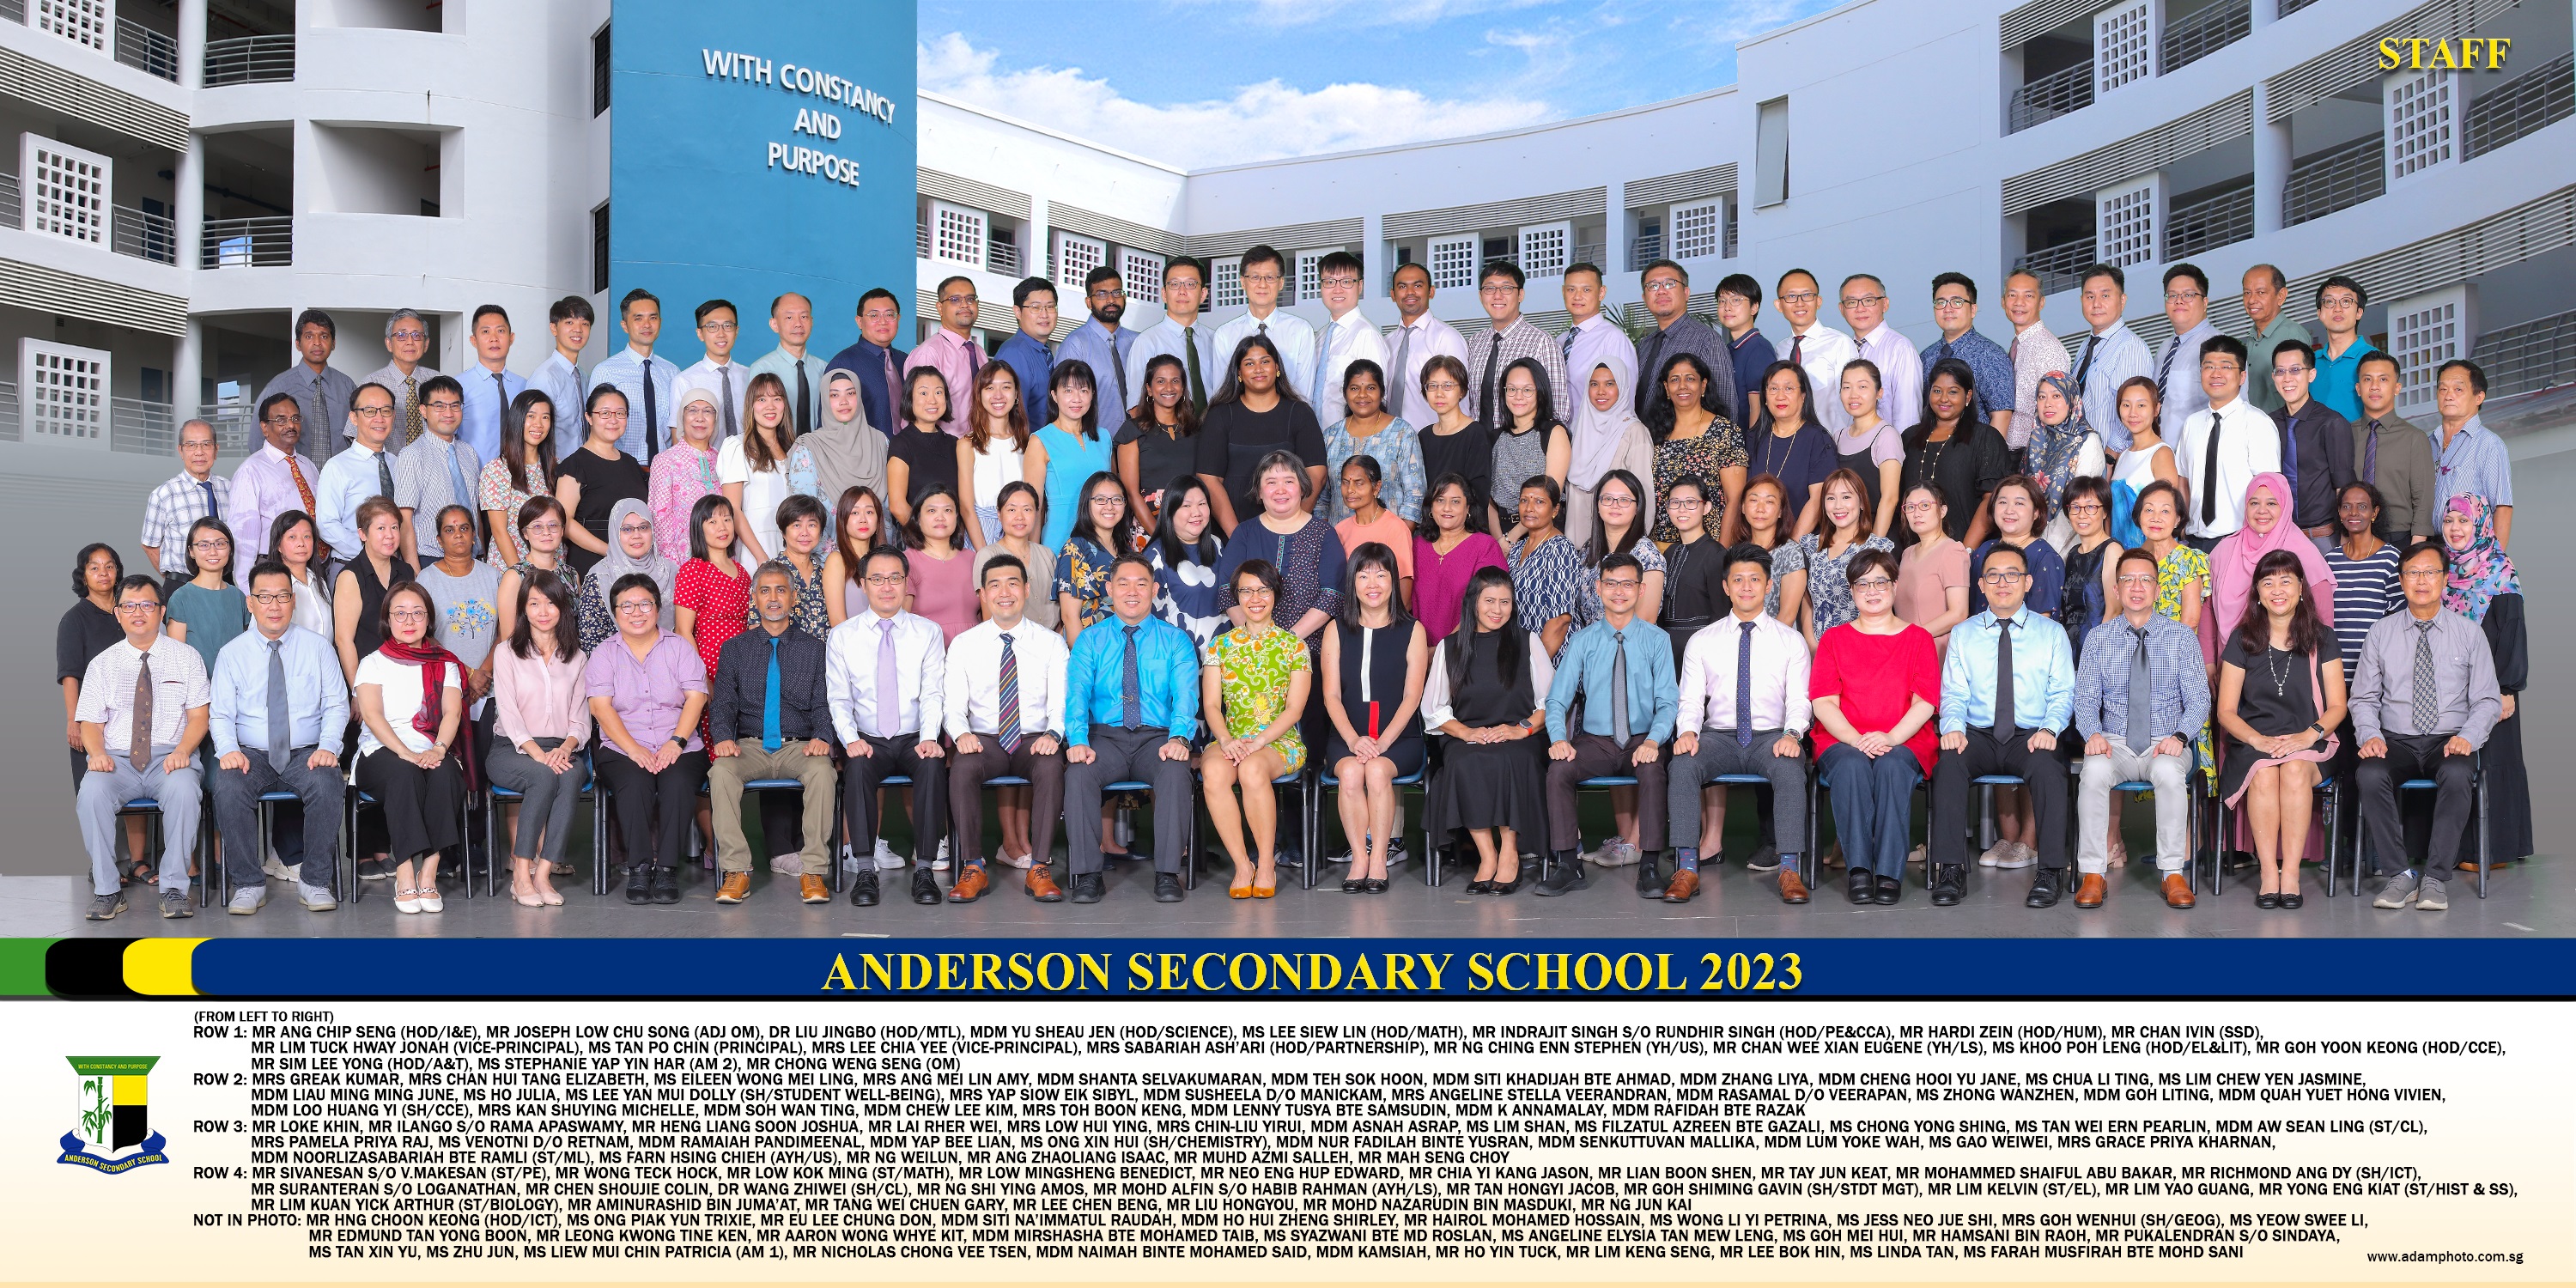 STAFF
WITH CONSTANCY
AND
PURPOSE
ANDERSON SECONDARY SCHOOL 2023
(FROM LEFT TO RIGHT)
ROW 1: MR ANG CHIP SENG (HOD/I&E), MR JOSEPH LOW CHU SONG (ADJ OM), DR LIU JINGBO (HOD/MTL), MDM YU SHEAU JEN (HOD/SCIENCE), MS LEE SIEW LIN (HOD/MATH), MR INDRAJIT SINGH S/O RUNDHIR SINGH (HOD/PE&CCA), MR HARDI ZEIN (HOD/HUM), MR CHAN IVIN (SSD),
MR LIM TUCK HWAY JONAH (VICE-PRINCIPAL), MS TAN PO CHIN (PRINCIPAL), MRS LEE CHIA YEE (VICE-PRINCIPAL), MRS SABARIAH ASH'ARI (HOD/PARTNERSHIP), MR NG CHING ENN STEPHEN (YH/US), MR CHAN WEE XIAN EUGENE (YH/LS), MS KHOO POH LENG (HOD/EL&LIT), MR GOH YOON KEONG (HOD/CCE),
MR SIM LEE YONG (HOD/A&T), MS STEPHANIE YAP YIN HAR (AM 2), MR CHONG WENG SENG (OM)
ROW 2: MRS GREAK KUMAR, MRS CHAN HUI TANG ELIZABETH, MS EILEEN WONG MEI LING, MRS ANG MEI LIN AMY, MDM SHANTA SELVAKUMARAN, MDM TEH SOK HOON, MDM SITI KHADIJAH BTE AHMAD, MDM ZHANG LIYA, MDM CHENG HOOI YU JANE, MS CHUA LI TING, MS LIM CHEW YEN JASMINE,
MDM LIAU MING MING JUNE, MS HO JULIA, MS LEE YAN MUI DOLLY (SH/STUDENT WELL-BEING), MRS YAP SIOW EIK SIBYL, MDM SUSHEELA D/O MANICKAM, MRS ANGELINE STELLA VEERANDRAN, MDM RASAMAL D/O VEERAPAN, MS ZHONG WANZHEN, MDM GOH LITING, MDM QUAH YUET HONG VIVIEN,
MDM LOO HUANG YI (SH/CCE), MRS KAN SHUYING MICHELLE, MDM SOH WAN TING, MDM CHEW LEE KIM, MRS TOH BOON KENG, MDM LENNY TUSYA BTE SAMSUDIN, MDM K ANNAMALAY, MDM RAFIDAH BTE RAZAK
ROW 3: MR LOKE KHIN, MR ILANGO S/O RAMA APASWAMY, MR HENG LIANG SOON JOSHUA, MR LAI RHER WEI, MRS LOW HUI YING, MRS CHIN-LIU YIRUI, MDM ASNAH ASRAP, MS LIM SHAN, MS FILZATUL AZREEN BTE GAZALI, MS CHONG YONG SHING, MS TAN WEI ERN PEARLIN, MDM AW SEAN LING (ST/CL),
MRS PAMELA PRIYA RAJ, MS VENOTNI D/O RETNAM, MDM RAMAIAH PANDIMEENAL, MDM YAP BEE LIAN, MS ONG XIN HUI (SH/CHEMISTRY), MDM NUR FADILAH BINTE YUSRAN, MDM SENKUTTUVAN MALLIKA, MDM LUM YOKE WAH, MS GAO WEIWEI, MRS GRACE PRIYA KHARNAN,
MDM NOORLIZASABARIAH BTE RAMLI (ST/ML), MS FARN HSING CHIEH (AYH/US), MR NG WEILUN, MR ANG ZHAOLIANG ISAAC, MR MUHD AZMI SALLEH, MR MAH SENG CHOY
ROW 4: MR SIVANESAN S/O V.MAKESAN (ST/PE), MR WONG TECK HOCK, MR LOW KOK MING (ST/MATH), MR LOW MINGSHENG BENEDICT, MR NEO ENG HUP EDWARD, MR CHIA YI KANG JASON, MR LIAN BOON SHEN, MR TAY JUN KEAT, MR MOHAMMED SHAIFUL ABU BAKAR, MR RICHMOND ANG DY (SH/ICT),
MR SURANTERAN S/O LOGANATHAN, MR CHEN SHOUJIE COLIN, DR WANG ZHIWEI (SH/CL), MR NG SHI YING AMOS, MR MOHD ALFIN S/O HABIB RAHMAN (AYH/LS), MR TAN HONGYI JACOB, MR GOH SHIMING GAVIN (SH/STDT MGT), MR LIM KELVIN (ST/EL), MR LIM YAO GUANG, MR YONG ENG KIAT (ST/HIST & SS),
MR LIM KUAN YICK ARTHUR (ST/BIOLOGY), MR AMINURASHID BIN JUMA'AT, MR TANG WEI CHUEN GARY, MR LEE CHEN BENG, MR LIU HONGYOU, MR MOHD NAZARUDIN BIN MASDUKI, MR NG JUN KAI
NOT IN PHOTO: MR HNG CHOON KEONG (HOD/ICT), MS ONG PIAK YUN TRIXIE, MR EU LEE CHUNG DON, MDM SITI NA'IMMATUL RAUDAH, MDM HO HUI ZHENG SHIRLEY, MR HAIROL MOHAMED HOSSAIN, MS WONG LI YI PETRINA, MS JESS NEO JUE SHI, MRS GOH WENHUI (SH/GEOG), MS YEOW SWEE LI,
MR EDMUND TAN YONG BOON, MR LEONG KWONG TINE KEN, MR AARON WONG WHYE KIT, MDM MIRSHASHA BTE MOHAMED TAIB, MS SYAZWANI BTE MD ROSLAN, MS ANGELINE ELYSIA TAN MEW LENG, MS GOH MEI HUI, MR HAMSANI BIN RAOH, MR PUKALENDRAN S/O SINDAYA,
MS TAN XIN YU, MS ZHU JUN, MS LIEW MUI CHIN PATRICIA (AM 1), MR NICHOLAS CHONG VEE TSEN, MDM NAIMAH BINTE MOHAMED SAID, MDM KAMSIAH, MR HO YIN TUCK, MR LIM KENG SENG, MR LEE BOK HIN, MS LINDA TAN, MS FARAH MUSFIRAH BTE MOHD SANI
WITH CONSTANCY AND PURPOSE
ANDERSON SECONDARY SCHOOL
www.adamphoto.com.sg